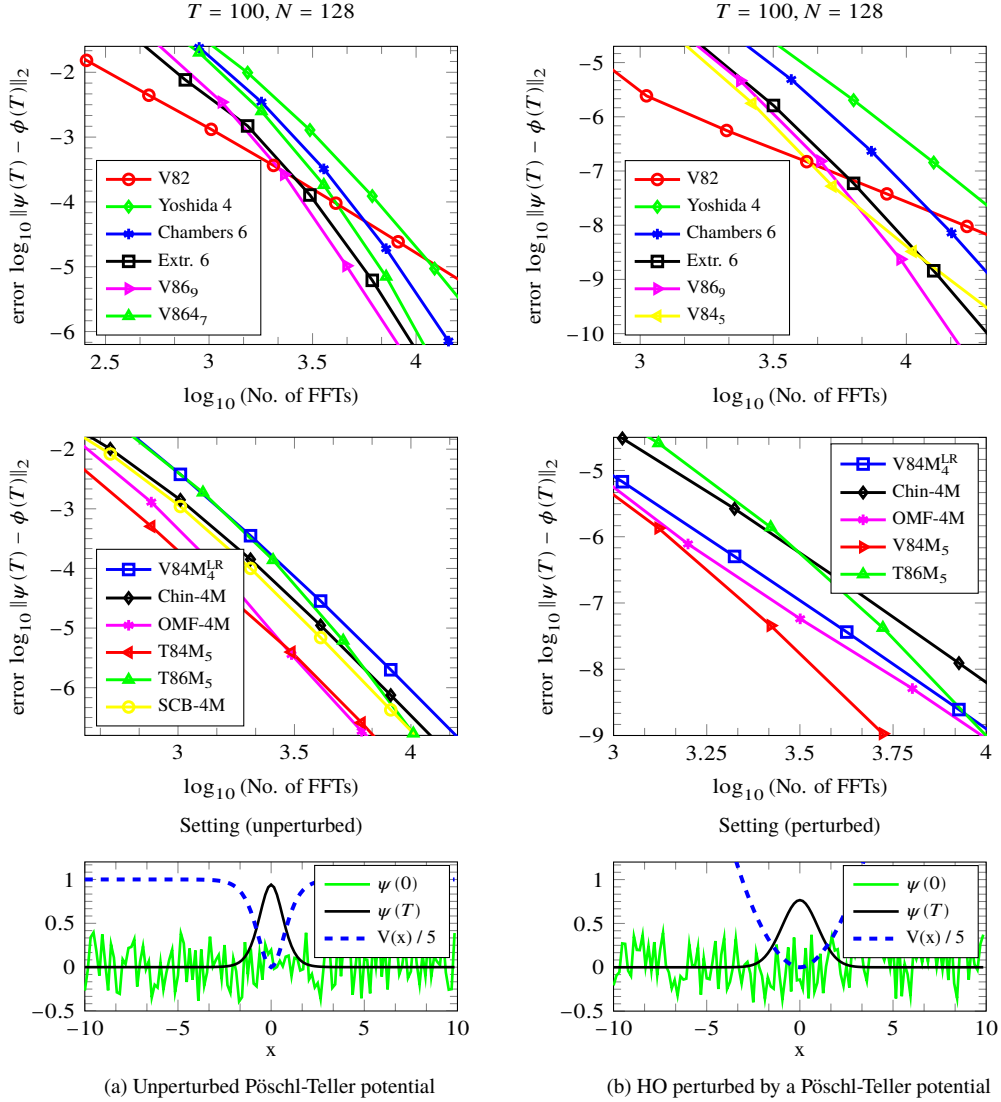 T = 100, N = 128
−2
−3
−4
−5
−6
error log10 ‖ψ(T) − φ(T)‖2
V82
Yoshida 4
Chambers 6
Extr. 6
V869
V8647
2.5
3
3.5
4
log10 (No. of FFTs)
T = 100, N = 128
−5
−6
−7
−8
−9
−10
error log10 ‖ψ(T) − φ(T)‖2
V82
Yoshida 4
Chambers 6
Extr. 6
V869
V845
3
3.5
4
log10 (No. of FFTs)
−2
−3
−4
−5
−6
error log10 ‖ψ(T) − φ(T)‖2
V84M4LR
Chin-4M
OMF-4M
T84M5
T86M5
SCB-4M
3
3.5
4
log10 (No. of FFTs)
−5
−6
−7
−8
−9
error log10 ‖ψ(T) − φ(T)‖2
V84M4LR
Chin-4M
OMF-4M
V84M5
T86M5
3
3.25
3.5
3.75
4
log10 (No. of FFTs)
Setting (unperturbed)
1
0.5
0
−0.5
ψ(0)
ψ(T)
V(x) / 5
−10
−5
0
5
10
x
(a) Unperturbed Pöschl-Teller potential
Setting (perturbed)
1
0.5
0
−0.5
ψ(0)
ψ(T)
V(x) / 5
−10
−5
0
5
10
x
(b) HO perturbed by a Pöschl-Teller potential